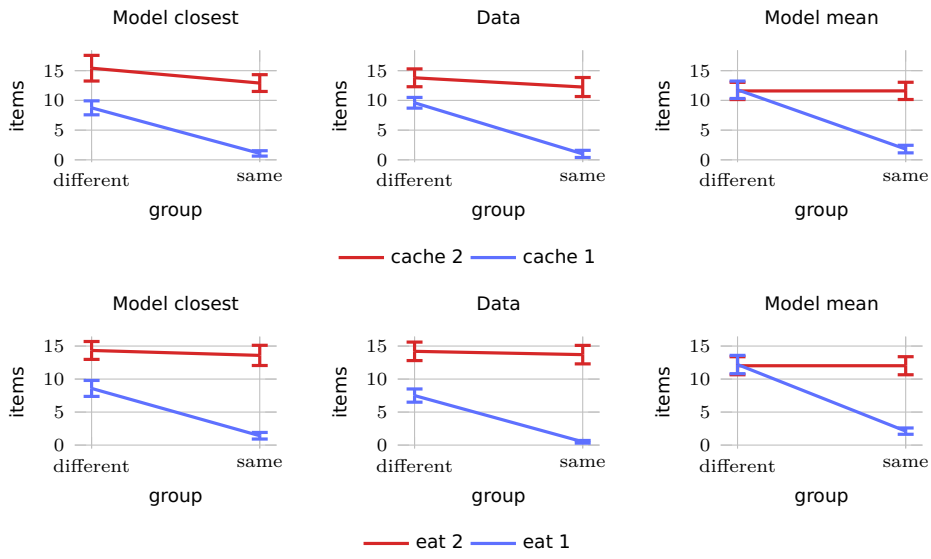 Model closest
Data
Model mean
items
15
10
5
0
different
same
group
items
15
10
5
0
different
same
group
items
15
10
5
0
different
same
group
cache 2
cache 1
Model closest
Data
Model mean
items
15
10
5
0
different
same
group
items
15
10
5
0
different
same
group
items
15
10
5
0
different
same
group
eat 2
eat 1